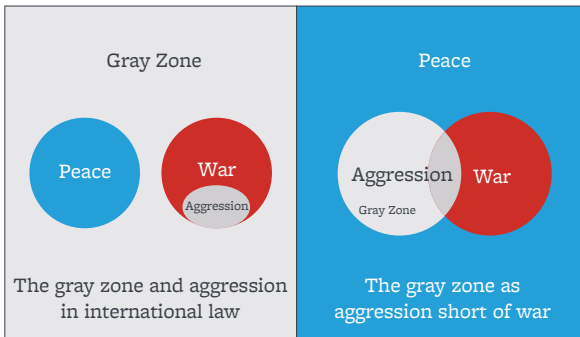 Gray Zone
Peace
War
Aggression
The gray zone and aggression
in international law
Peace
Aggression
War
Gray Zone
The gray zone as
aggression short of war